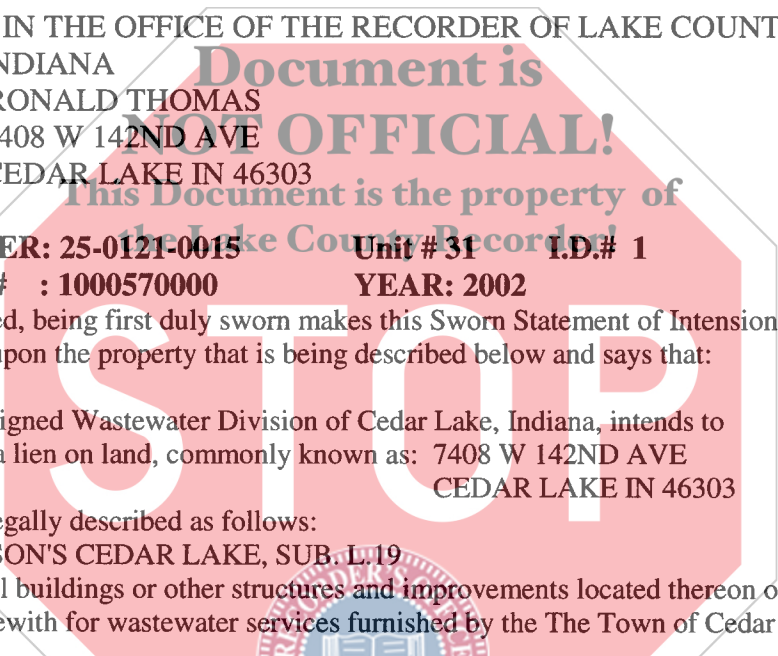 IN THE OFFICE OF THE RECORDER OF LAKE COUNT
NDIANA
Document is
RONALD THOMAS
408 W 142ND AVE
NOT OFFICIAL!
CEDAR LAKE IN 46303
This Document is the property of
the Lake County Recorder!
ER: 25-0121-0015 Unit # 31 I.D.# 1
# : 1000570000 YEAR: 2002
ed, being first duly sworn makes this Sworn Statement of Intension
upon the property that is being described below and says that:
STOP
igned Wastewater Division of Cedar Lake, Indiana, intends to
a lien on land, commonly known as: 7408 W 142ND AVE
CEDAR LAKE IN 46303
egally described as follows:
SON'S CEDAR LAKE, SUB. L.19
l buildings or other structures and improvements located thereon o
ewith for wastewater services furnished by the The Town of Cedar